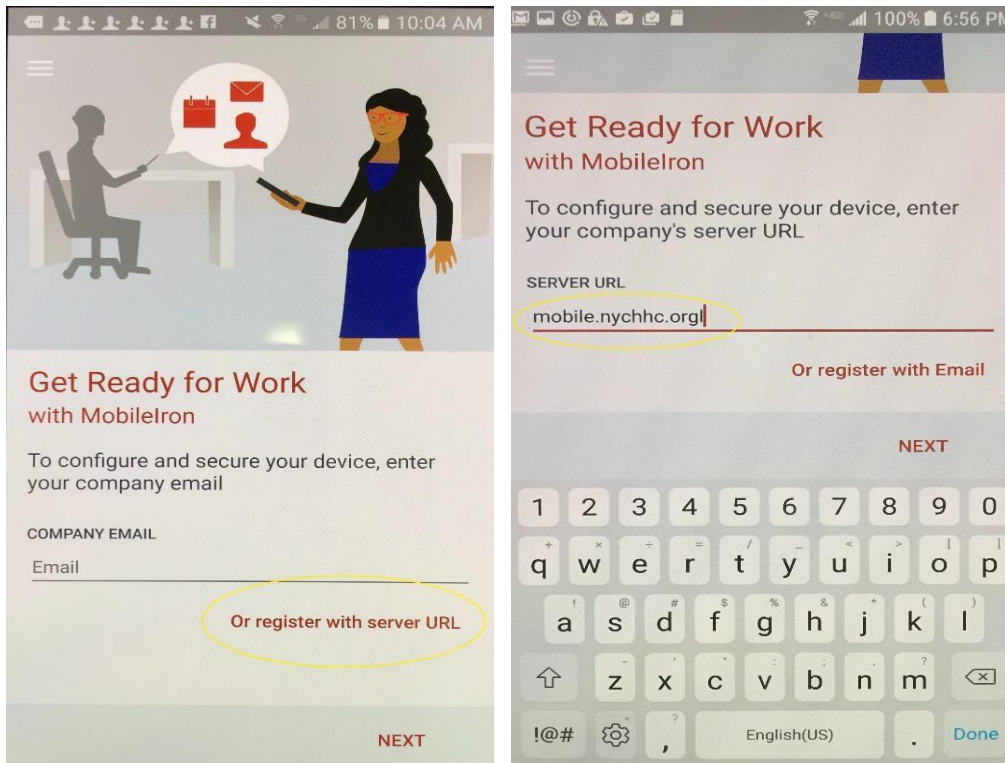 81% 10:04 AM
Get Ready for Work
with MobileIron
To configure and secure your device, enter
your company email
COMPANY EMAIL
Email
Or register with server URL
NEXT
100% 6:56 PM
Get Ready for Work
with MobileIron
To configure and secure your device, enter
your company's server URL
SERVER URL
mobile.nychhc.orgl
Or register with Email
NEXT
1 2 3 4 5 6 7 8 9 0
q w e r t y u i o p
a s d f g h j k l
z x c v b n m
!@# , English(US) . Done